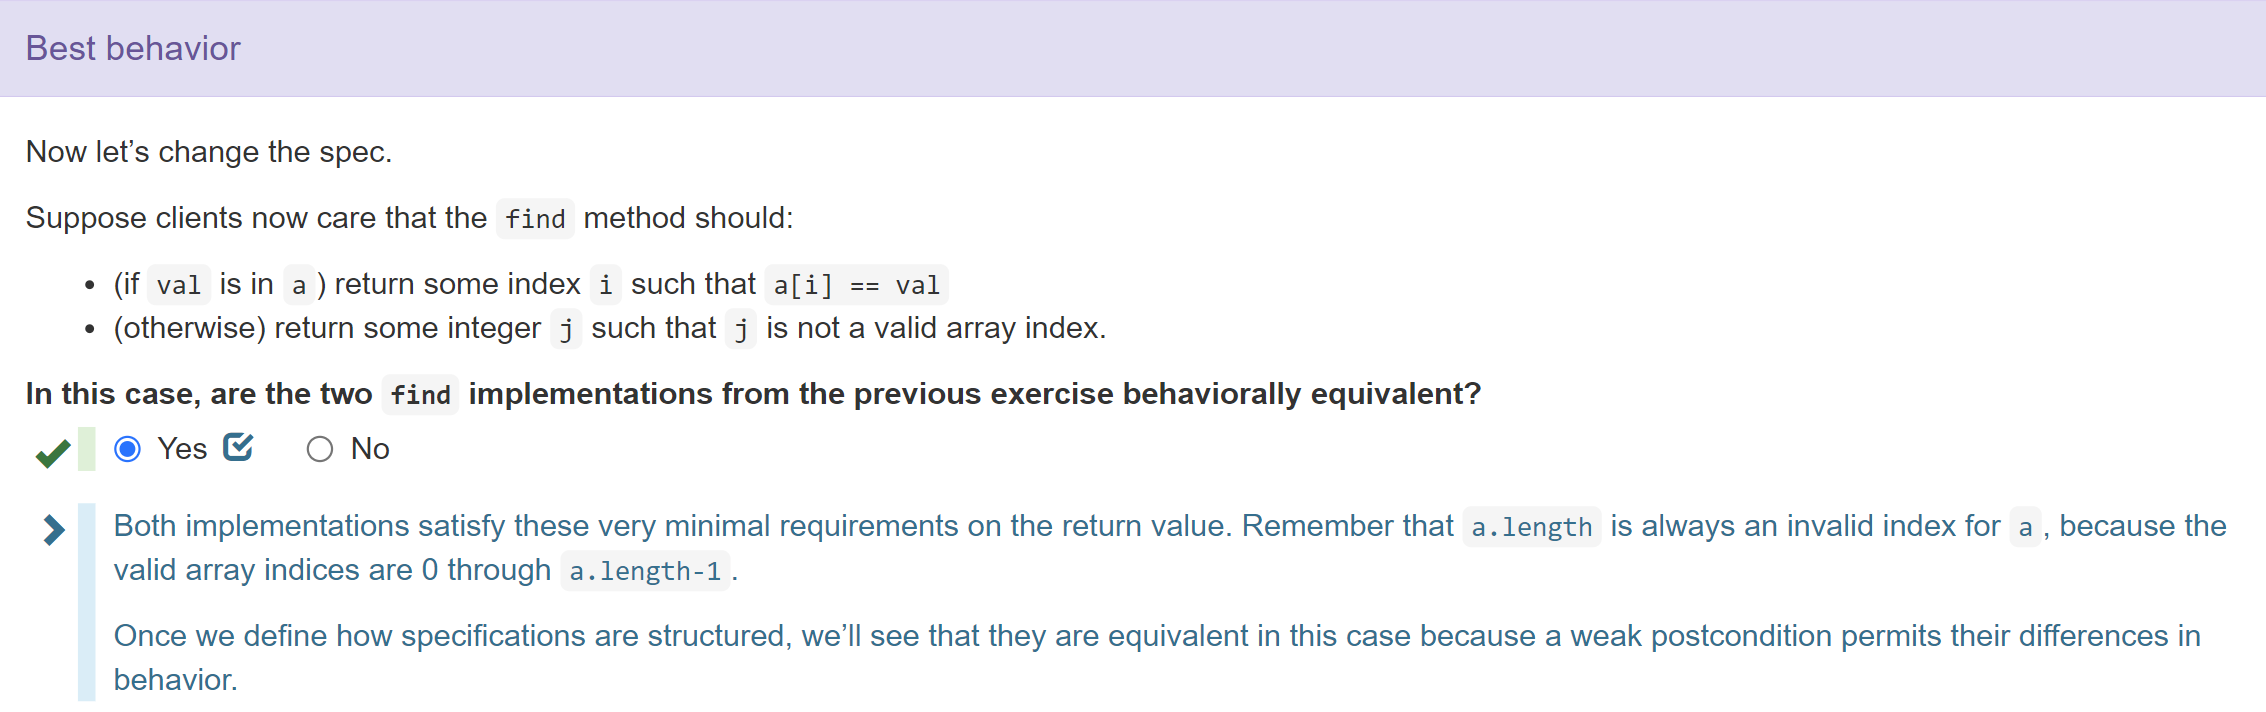 Best behavior
Now let’s change the spec.
Suppose clients now care that the find method should:
• (if val is in a) return some index i such that a[i] == val
• (otherwise) return some integer j such that j is not a valid array index.
In this case, are the two find implementations from the previous exercise behaviorally equivalent?
Yes No
Both implementations satisfy these very minimal requirements on the return value. Remember that a.length is always an invalid index for a, because the
valid array indices are 0 through a.length-1.
Once we define how specifications are structured, we’ll see that they are equivalent in this case because a weak postcondition permits their differences in
behavior.